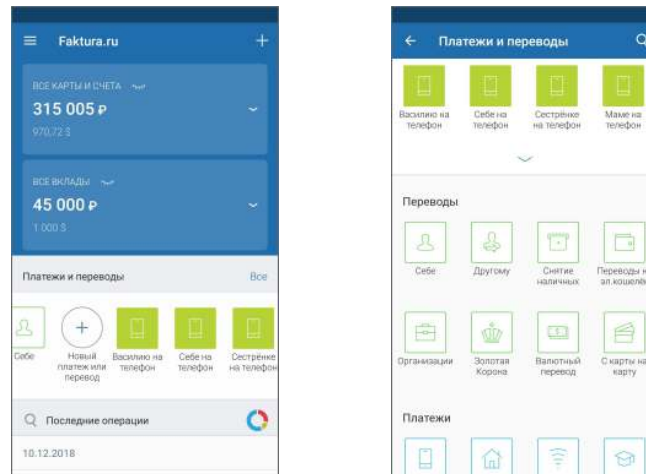 Faktura.ru
ВСЕ КАРТЫ И СЧЕТА
315 005 ₽
970,72 $
ВСЕ ВКЛАДЫ
45 000 ₽
1 000 $
Платежи и переводы
Все
Себе
Новый
платеж или
перевод
Василию на
телефон
Себе на
телефон
Сестрёнке
на телефон
Последние операции
10.12.2018
Платежи и переводы
Василию на
телефон
Себе на
телефон
Сестрёнке
на телефон
Маме на
телефон
Переводы
Себе
Другому
Снятие
наличных
Переводы н
эл.кошелёк
Организации
Золотая
Корона
Валютный
перевод
С карты на
карту
Платежи